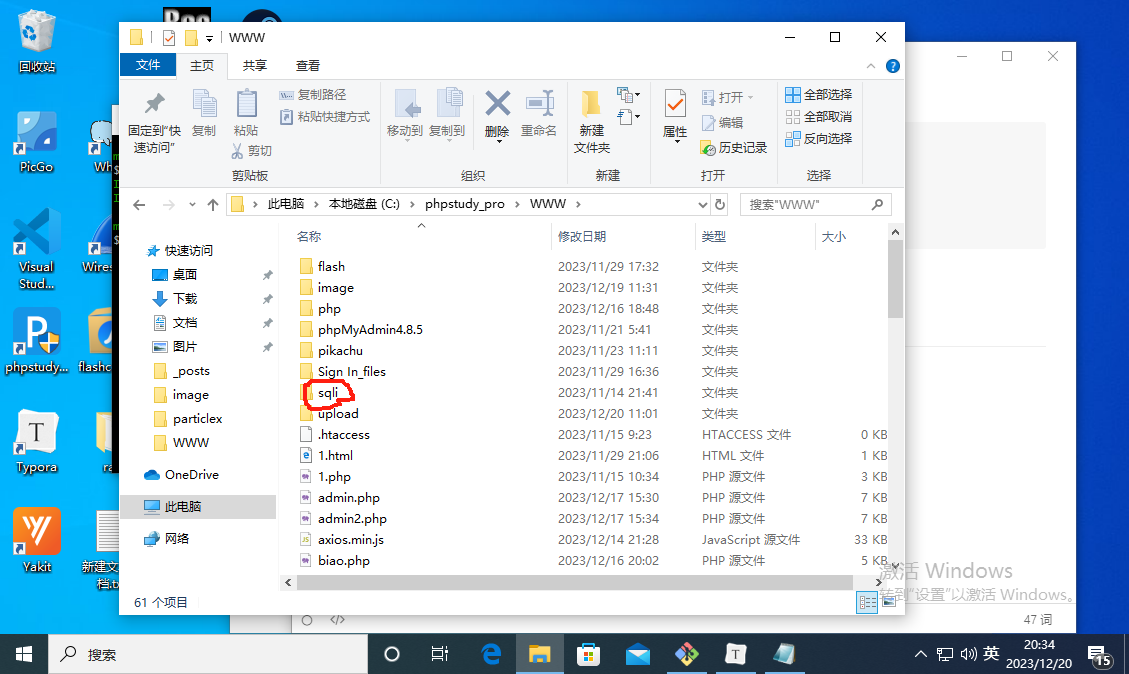 WWW
文件 主页 共享 查看
固定到"快速访问"
复制
粘贴
复制路径
粘贴快捷方式
剪切
剪贴板
移动到 复制到 删除 重命名
组织
新建文件夹
新建
属性
打开
编辑
历史记录
打开
全部选择
全部取消
反向选择
选择
此电脑 本地磁盘 (C:) phpstudy_pro WWW
搜索"WWW"
名称 修改日期 类型 大小
flash 2023/11/29 17:32 文件夹
image 2023/12/19 11:31 文件夹
php 2023/12/16 18:48 文件夹
phpMyAdmin4.8.5 2023/11/21 5:41 文件夹
pikachu 2023/11/23 11:11 文件夹
Sign In_files 2023/11/29 16:36 文件夹
sqli 2023/11/14 21:41 文件夹
upload 2023/12/20 11:01 文件夹
.htaccess 2023/11/15 9:23 HTACCESS 文件 0 KB
1.html 2023/11/29 21:06 HTML 文件 1 KB
1.php 2023/11/15 10:34 PHP 源文件 3 KB
admin.php 2023/12/17 15:30 PHP 源文件 7 KB
admin2.php 2023/12/17 15:34 PHP 源文件 7 KB
axios.min.js 2023/12/14 21:28 JavaScript 源文件 33 KB
biao.php 2023/12/16 20:02 PHP 源文件 5 KB
快速访问
桌面
下载
文档
图片
_posts
image
particlex
WWW
OneDrive
此电脑
网络
61 个项目
回收站
PicGo
Visual
Stud...
Wires
phpstudy...
flashc
Typora
ra
Yakit
新建文
档.tx
激活 Windows
转到"设置"以激活 Windows。
47 词
搜索
英
20:34
2023/12/20
15